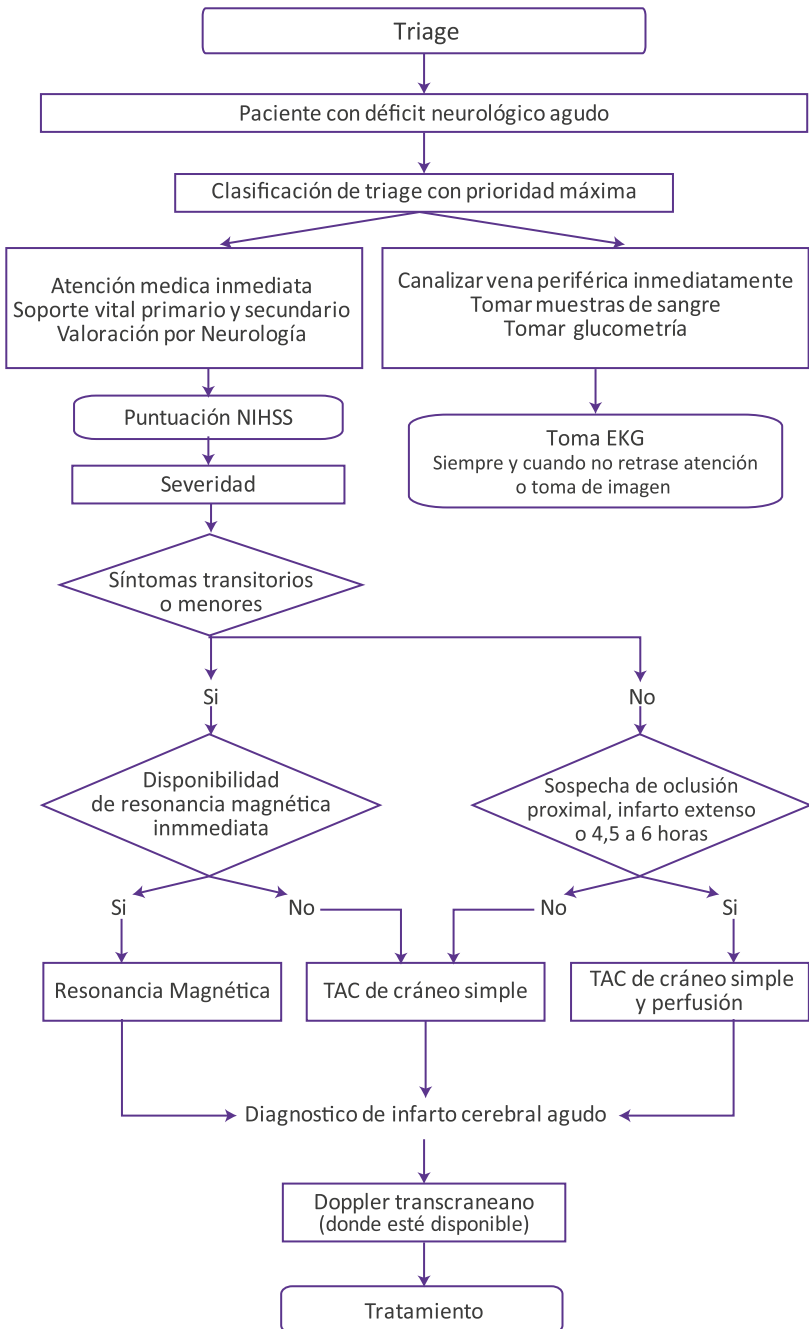 Triage
Paciente con déficit neurológico agudo
Clasificación de triage con prioridad máxima
Atención medica inmediata
Soporte vital primario y secundario
Valoración por Neurología
Canalizar vena periférica inmediatamente
Tomar muestras de sangre
Tomar glucometría
Puntuación NIHSS
Toma EKG
Siempre y cuando no retrase atención
o toma de imagen
Severidad
Síntomas transitorios
o menores
Si
No
Disponibilidad
de resonancia magnética
inmmediata
Sospecha de oclusión
proximal, infarto extenso
o 4,5 a 6 horas
Si
No
No
Si
Resonancia Magnética
TAC de cráneo simple
TAC de cráneo simple
y perfusión
Diagnostico de infarto cerebral agudo
Doppler transcraneano
(donde esté disponible)
Tratamiento